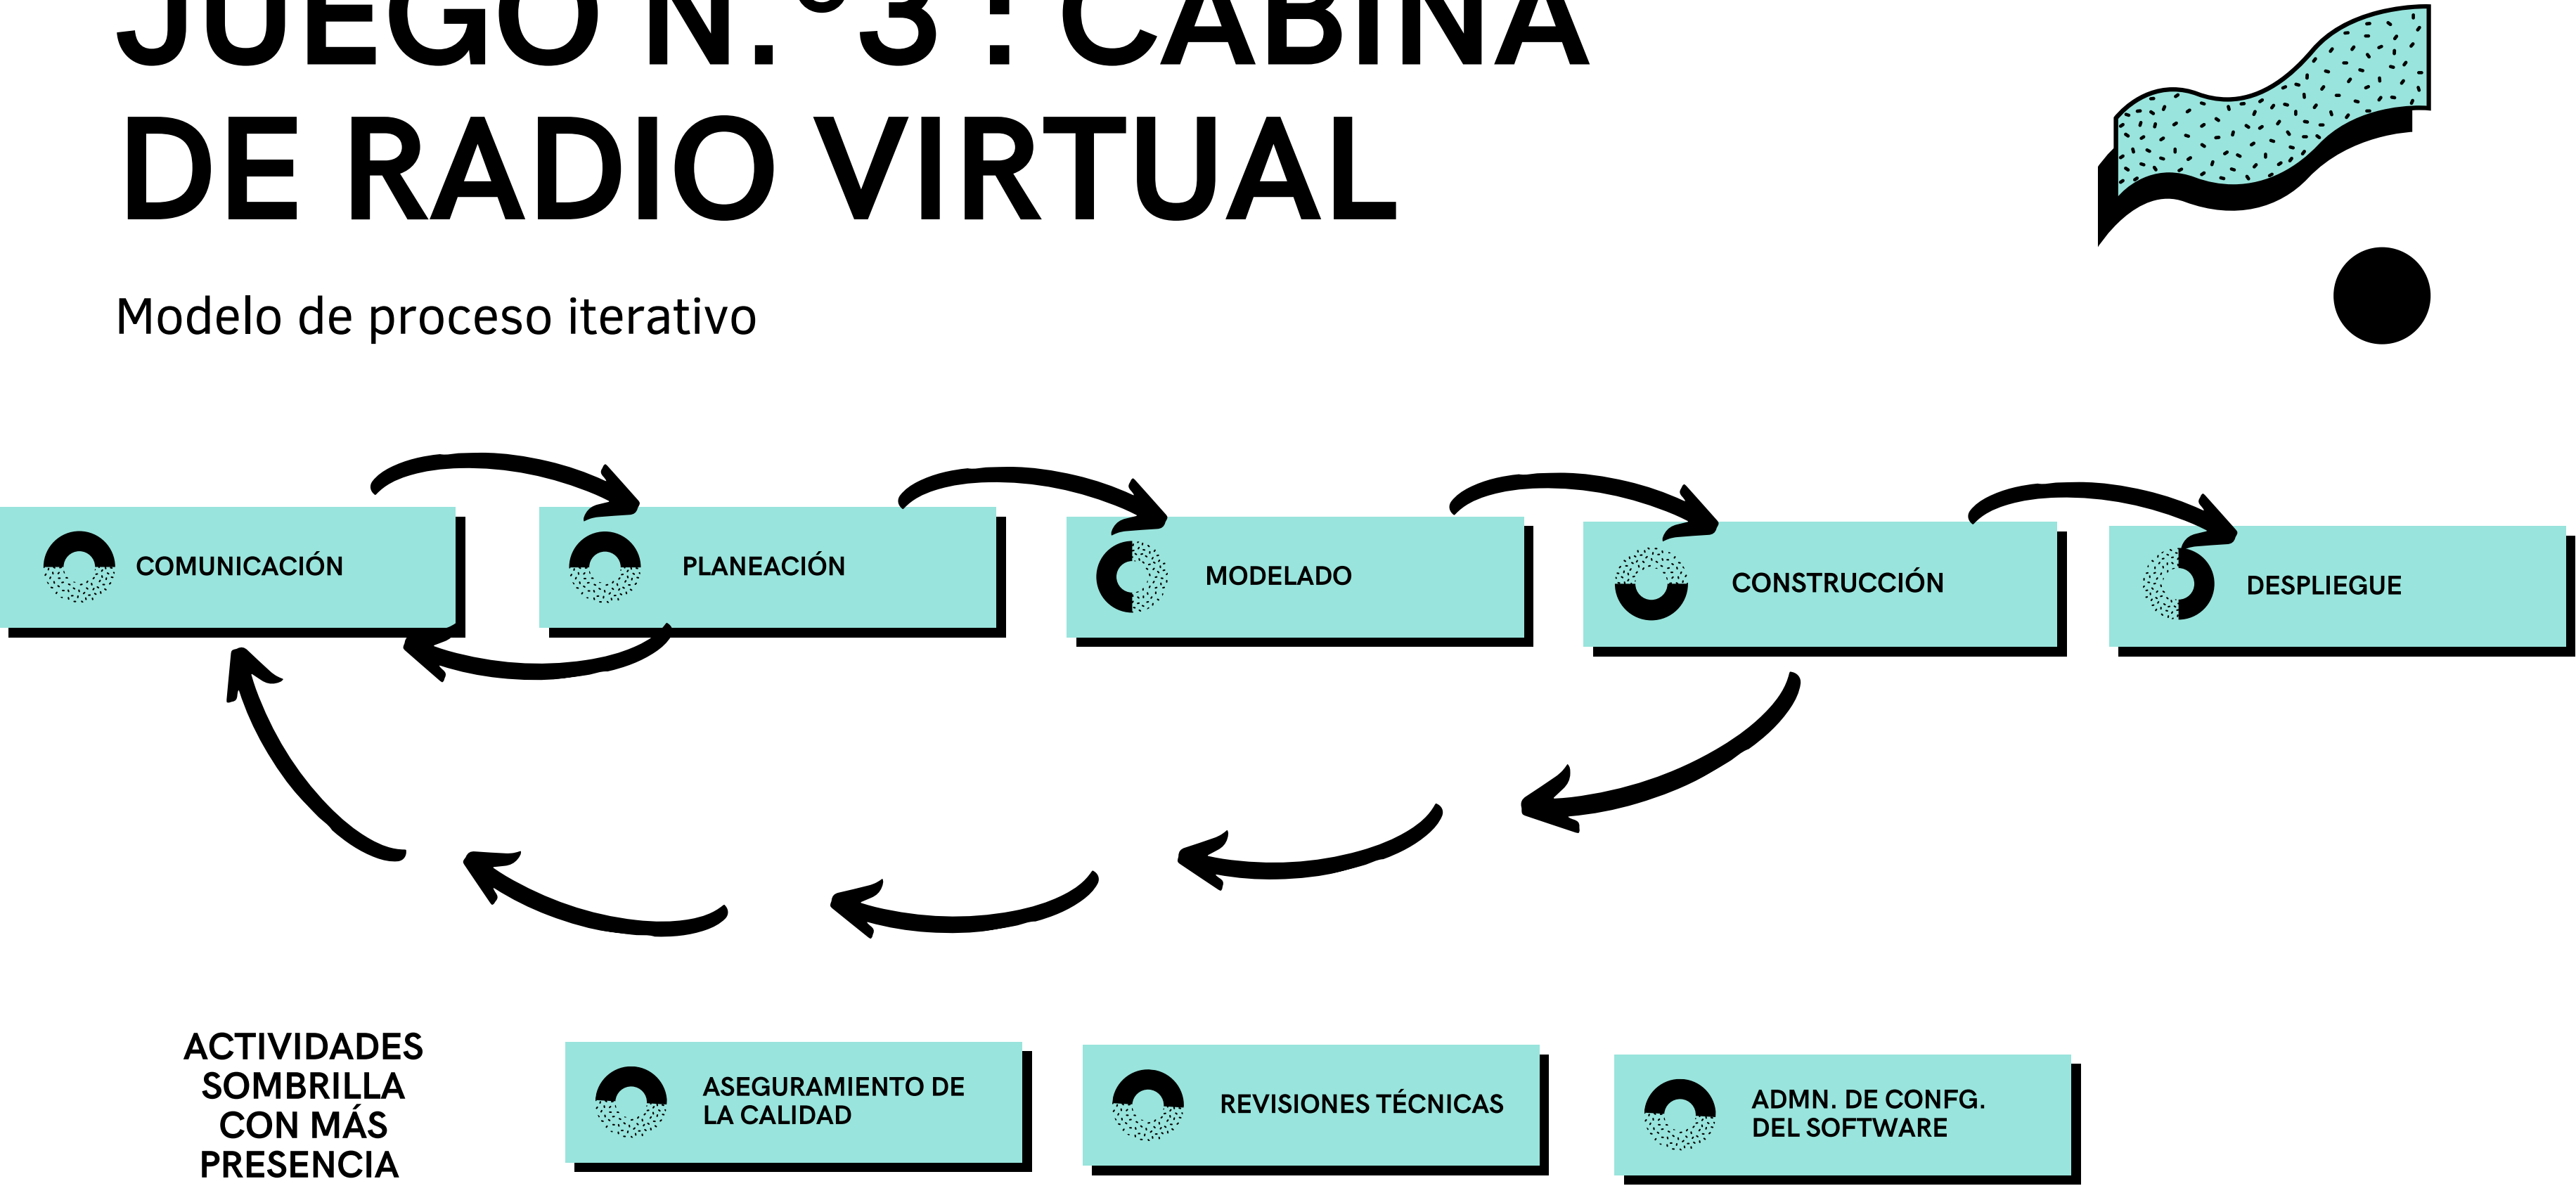 JUEGO N.° 3 : CABINA
DE RADIO VIRTUAL
Modelo de proceso iterativo
COMUNICACIÓN
PLANEACIÓN
MODELADO
CONSTRUCCIÓN
DESPLIEGUE
ACTIVIDADES
SOMBRILLA
CON MÁS
PRESENCIA
ASEGURAMIENTO DE
LA CALIDAD
REVISIONES TÉCNICAS
ADMN. DE CONFG.
DEL SOFTWARE